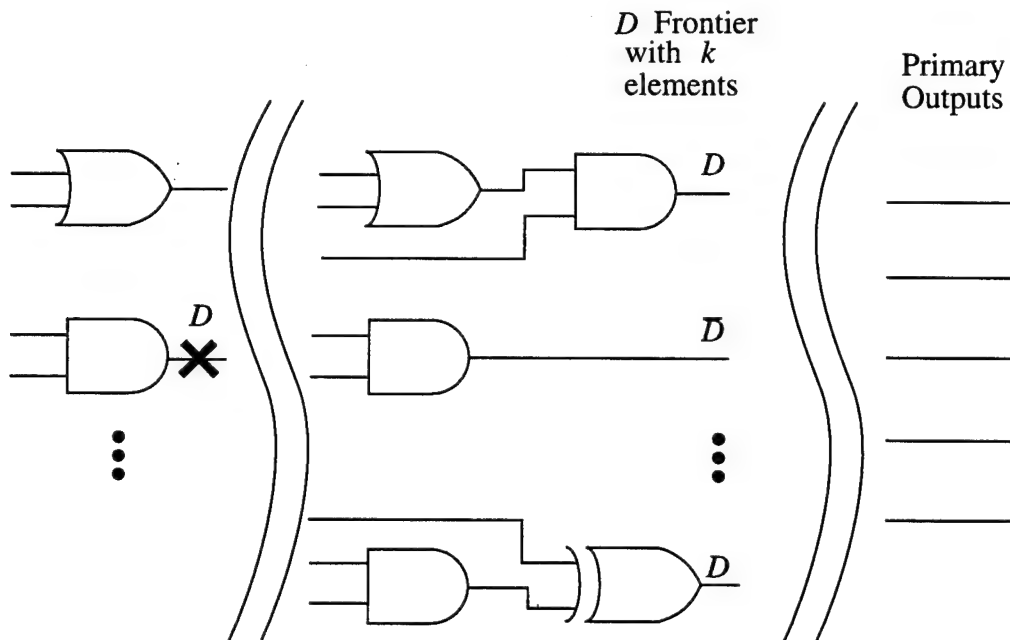 D Frontier
with k
elements
Primary
Outputs
D
D
D̅
D